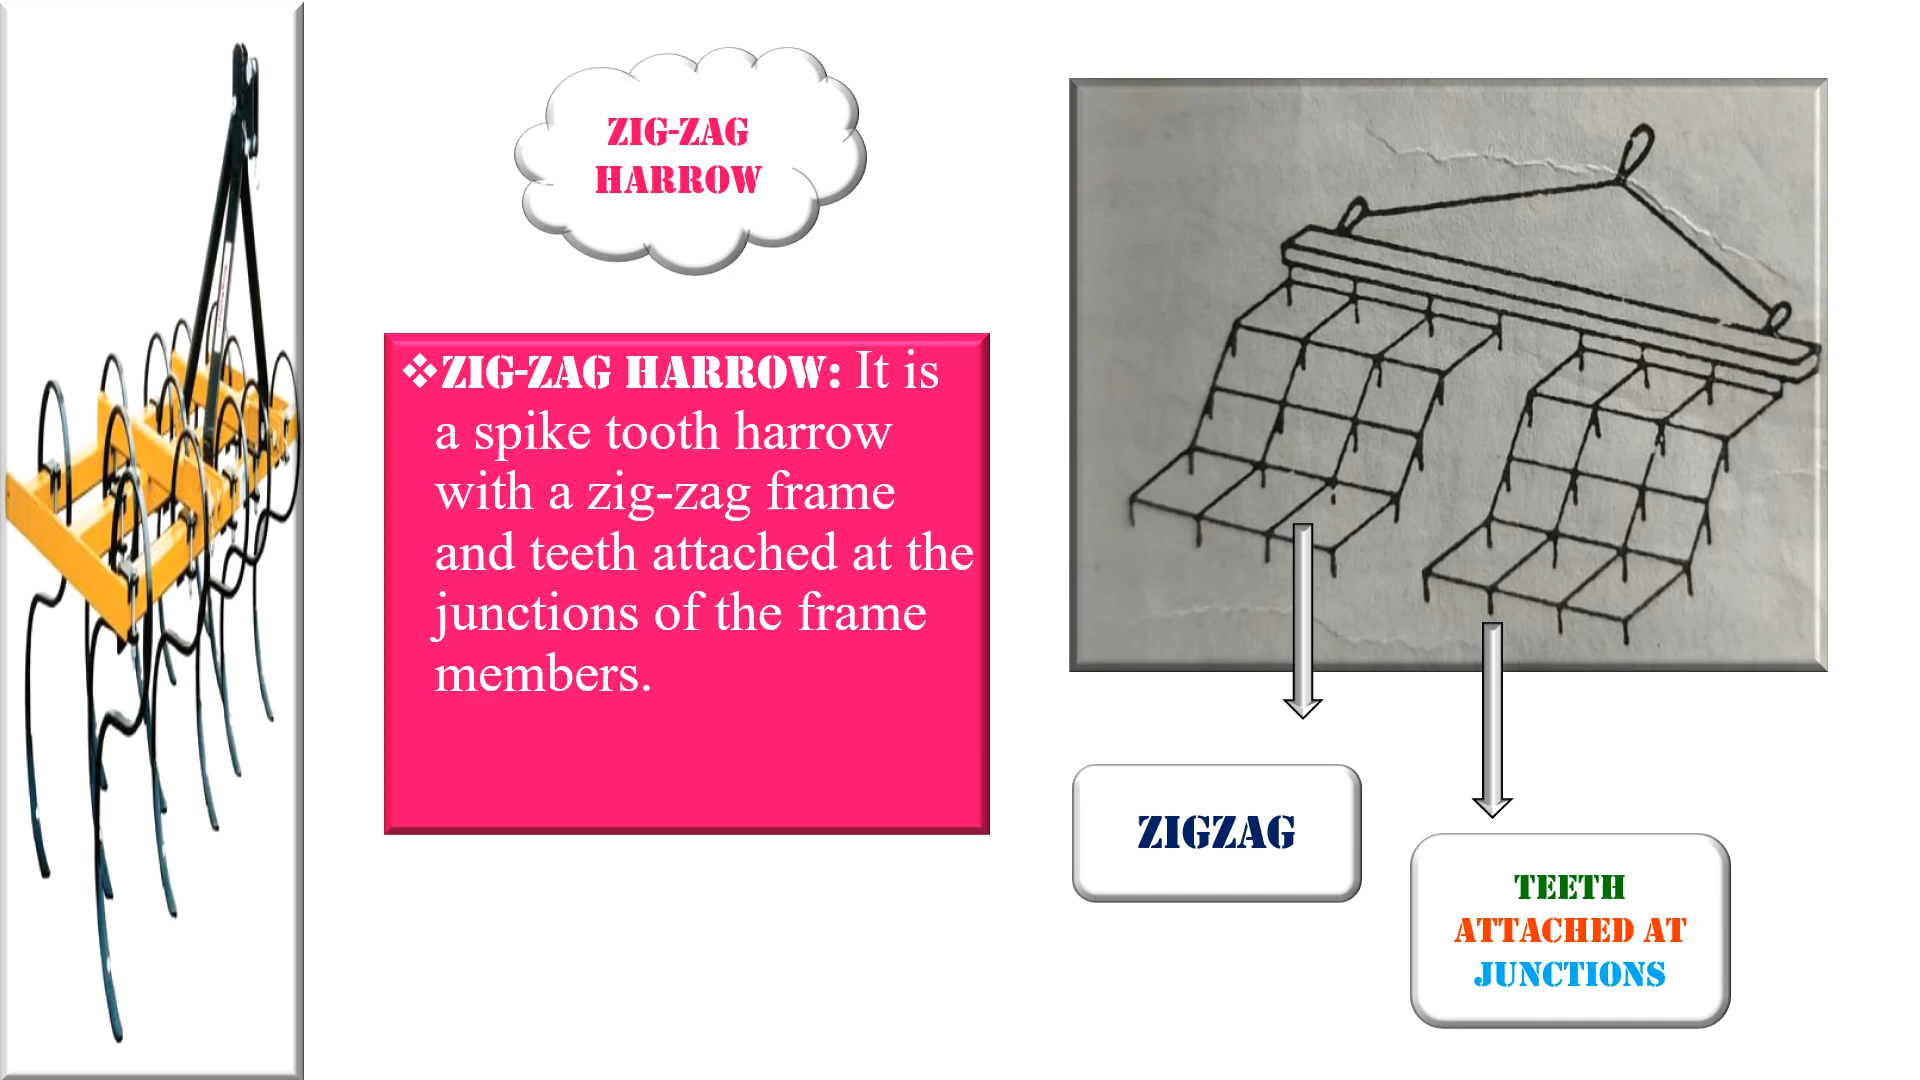 ZIG-ZAG
HARROW
❖ZIG-ZAG HARROW: It is
a spike tooth harrow
with a zig-zag frame
and teeth attached at the
junctions of the frame
members.
ZIGZAG
TEETH
ATTACHED AT
JUNCTIONS